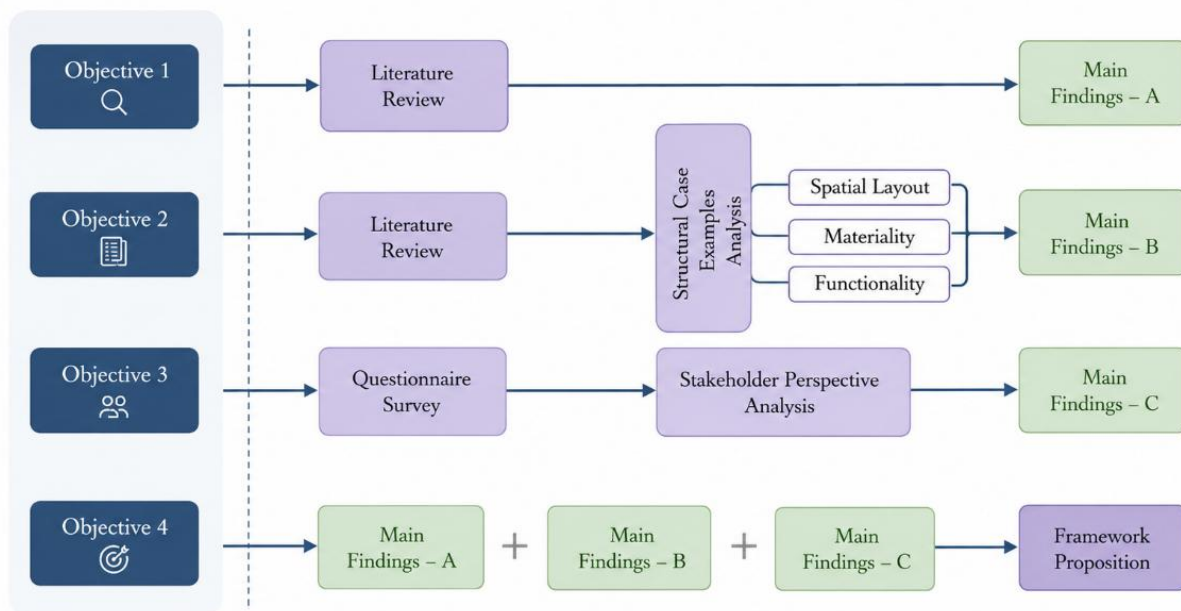 Objective 1
Literature
Review
Main
Findings – A
Objective 2
Literature
Review
Structural Case
Examples
Analysis
Spatial Layout
Materiality
Functionality
Main
Findings – B
Objective 3
Questionnaire
Survey
Stakeholder Perspective
Analysis
Main
Findings – C
Objective 4
Main
Findings – A
+
Main
Findings – B
+
Main
Findings – C
Framework
Proposition